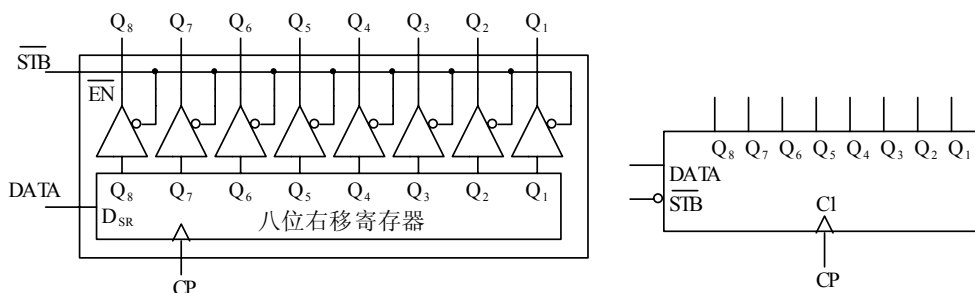 Q8 Q7 Q6 Q5 Q4 Q3 Q2 Q1
STB
EN
Q8 Q7 Q6 Q5 Q4 Q3 Q2 Q1
DATA
DSR
八位右移寄存器
CP
Q8 Q7 Q6 Q5 Q4 Q3 Q2 Q1
DATA
STB
C1
CP